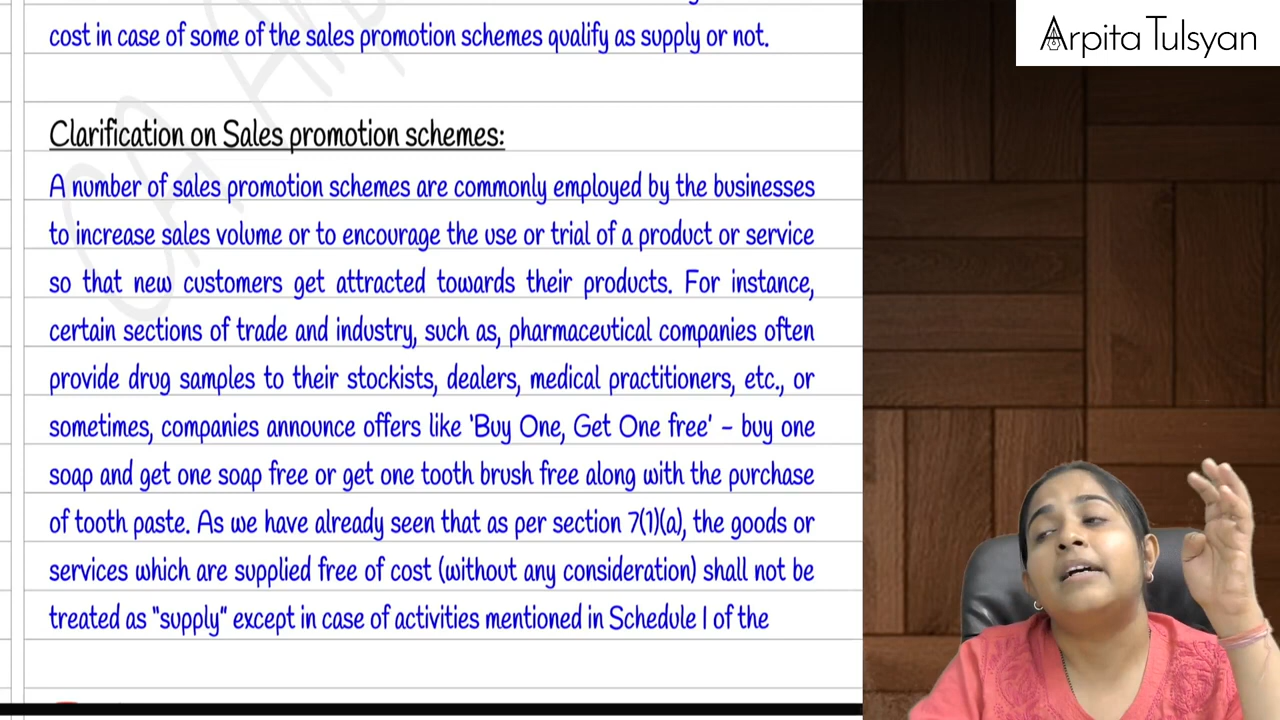 Arpita Tulsyan
cost in case of some of the sales promotion schemes qualify as supply or not.
Clarification on Sales promotion schemes:
A number of sales promotion schemes are commonly employed by the businesses
to increase sales volume or to encourage the use or trial of a product or service
so that new customers get attracted towards their products. For instance,
certain sections of trade and industry, such as, pharmaceutical companies often
provide drug samples to their stockists, dealers, medical practitioners, etc., or
sometimes, companies announce offers like 'Buy One, Get One free' - buy one
soap and get one soap free or get one tooth brush free along with the purchase
of tooth paste. As we have already seen that as per section 7(1)(a), the goods or
services which are supplied free of cost (without any consideration) shall not be
treated as "supply" except in case of activities mentioned in Schedule I of the